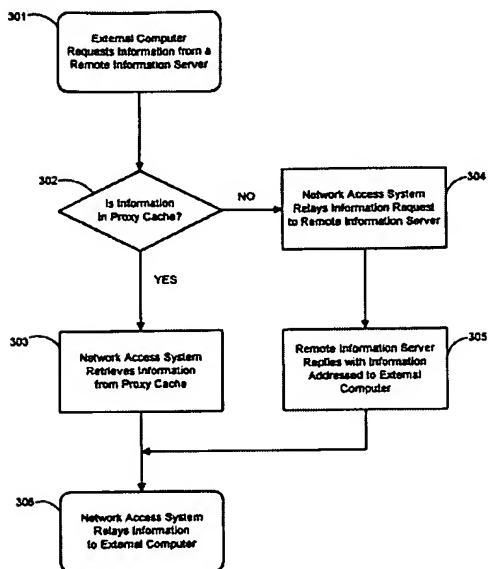 301
External Computer
Requests Information from a
Remote Information Server
302
Is Information
in Proxy Cache?
NO
304
Network Access System
Relays Information Request
to Remote Information Server
YES
303
Network Access System
Retrieves Information
from Proxy Cache
305
Remote Information Server
Replies with Information
Addressed to External
Computer
306
Network Access System
Relays Information
to External Computer